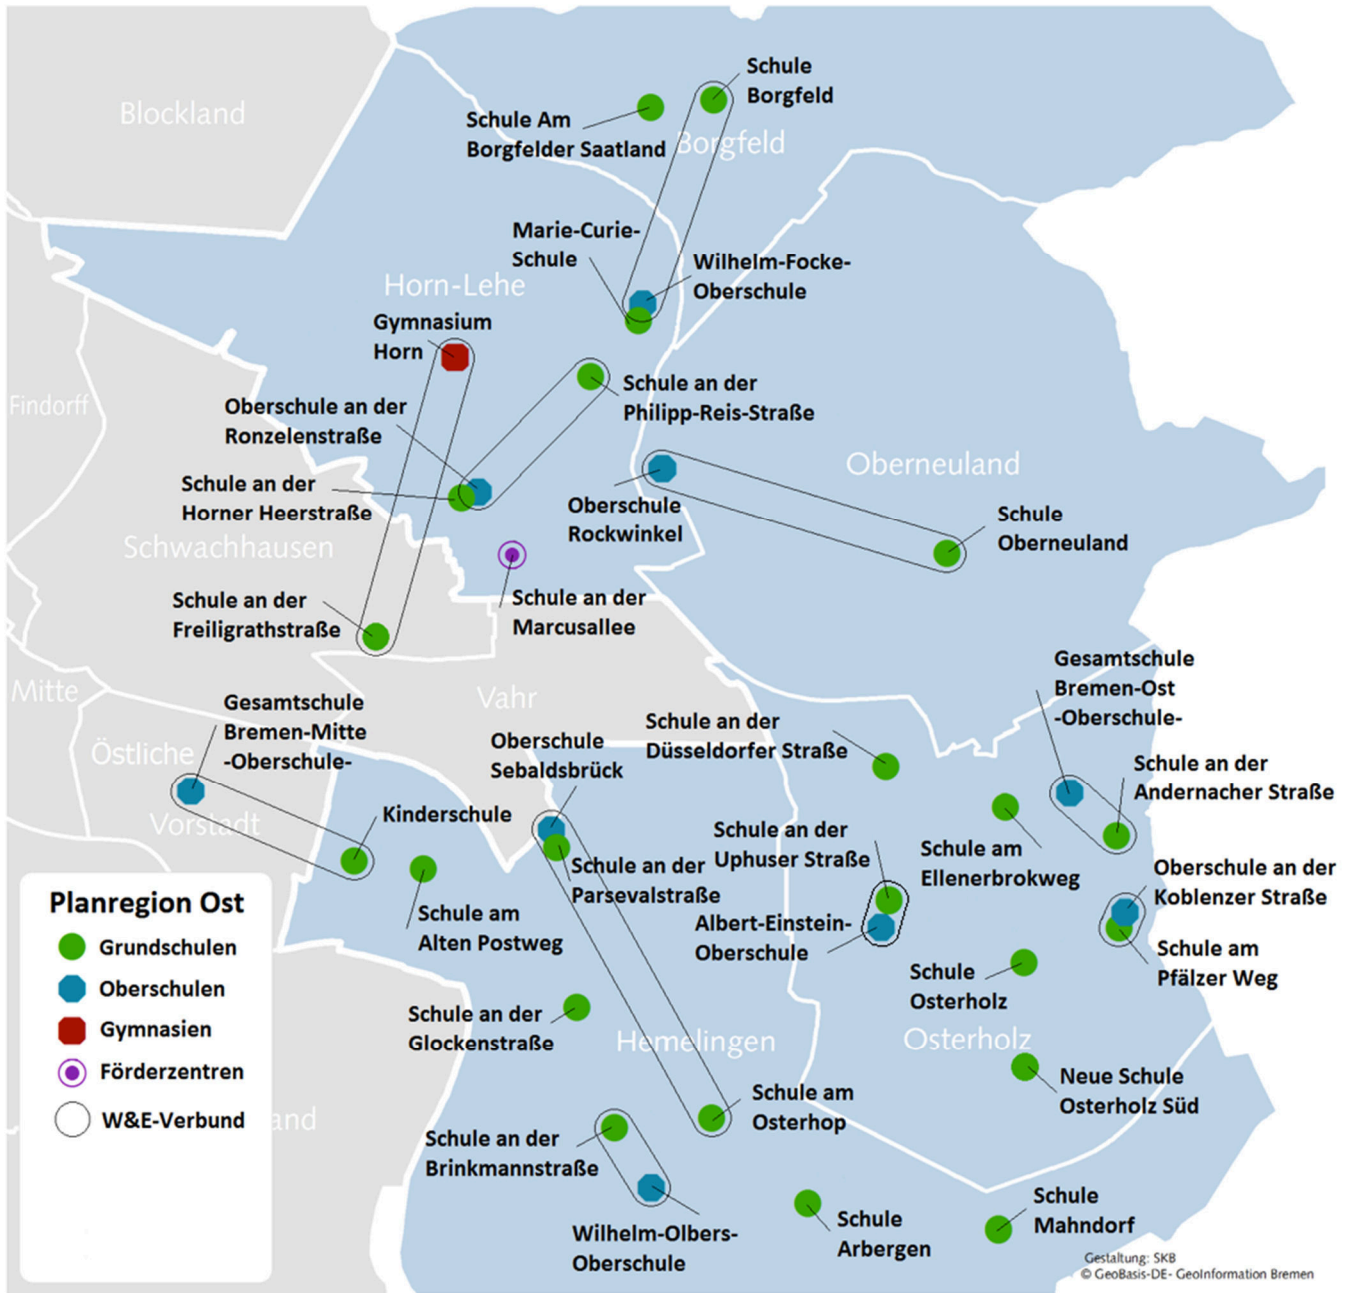 Schule
Borgfeld
Blockland
Schule Am
Borgfelder Saatland
Borgfeld
Marie-Curie-
Schule
Wilhelm-Focke-
Oberschule
Horn-Lehe
Gymnasium
Horn
Schule an der
Philipp-Reis-Straße
Findorff
Oberschule an der
Ronzelenstraße
Oberneuland
Schule an der
Horner Heerstraße
Oberschule
Rockwinkel
Schule
Oberneuland
Schwachhausen
Schule an der
Freiligrathstraße
Schule an der
Marcusallee
Gesamtschule
Bremen-Ost
-Oberschule-
Mitte
Vahr
Gesamtschule
Bremen-Mitte
-Oberschule-
Schule an der
Düsseldorfer Straße
Oberschule
Sebaldsbrück
Östliche
Vorstadt
Schule an der
Andernacher Straße
Kinderschule
Schule an der
Uphuser Straße
Schule am
Ellenerbrokweg
Schule an der
Parsevalstraße
Oberschule an der
Koblenzer Straße
Schule am
Alten Postweg
Albert-Einstein-
Oberschule
Schule am
Pfälzer Weg
Schule
Osterholz
Schule an der
Glockenstraße
Hemelingen
Osterholz
Neue Schule
Osterholz Süd
Schule am
Osterhop
Schule an der
Brinkmannstraße
Schule
Mahndorf
Schule
Arbergen
Wilhelm-Olbers-
Oberschule
Planregion Ost
Grundschulen
Oberschulen
Gymnasien
Förderzentren
W&E-Verbund
and
Gestaltung: SKB
© GeoBasis-DE- GeoInformation Bremen